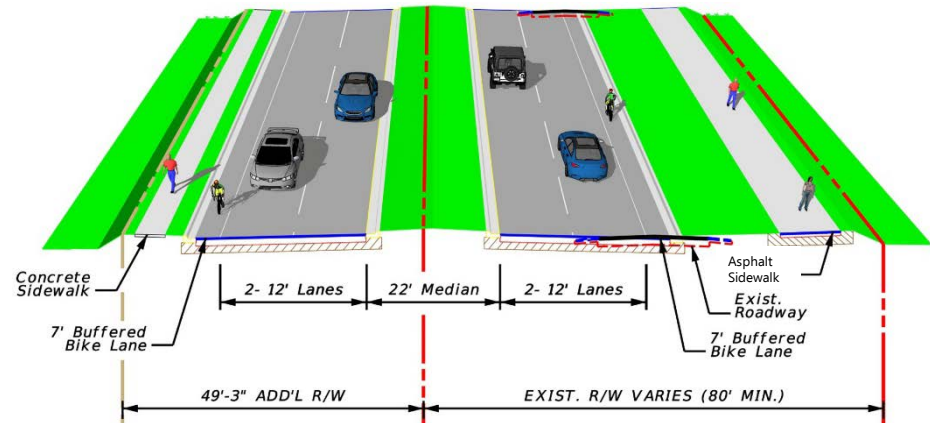 Concrete
Sidewalk
7' Buffered
Bike Lane
2- 12' Lanes
22' Median
2- 12' Lanes
Asphalt
Sidewalk
Exist.
Roadway
7' Buffered
Bike Lane
49'-3" ADD'L R/W
EXIST. R/W VARIES (80' MIN.)